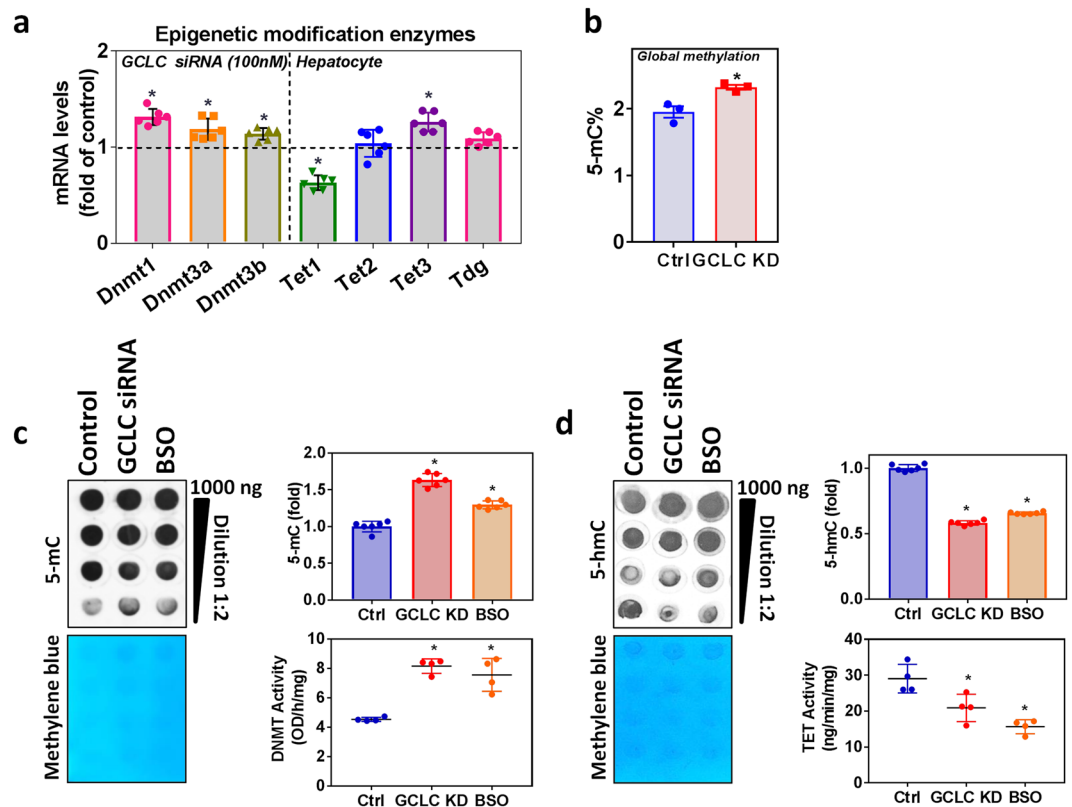 a
Epigenetic modification enzymes
GCLC siRNA (100nM)
Hepatocyte
mRNA levels
(fold of control)
2
1
0
*
*
*
*
*
Dnmt1
Dnmt3a
Dnmt3b
Tet1
Tet2
Tet3
Tdg
b
Global methylation
5-mC%
3
2
1
0
*
Ctrl
GCLC KD
c
Control
GCLC siRNA
BSO
5-mC
1000 ng
Dilution 1:2
Methylene blue
5-mC (fold)
2.0
1.5
1.0
0.5
0.0
*
*
Ctrl
GCLC KD
BSO
DNMT Activity
(OD/h/mg)
10
8
6
4
2
0
*
*
Ctrl
GCLC KD
BSO
d
Control
GCLC siRNA
BSO
5-hmC
1000 ng
Dilution 1:2
Methylene blue
5-hmC (fold)
1.0
0.5
0.0
*
*
Ctrl
GCLC KD
BSO
TET Activity
(ng/min/mg)
40
30
20
10
0
*
*
Ctrl
GCLC KD
BSO